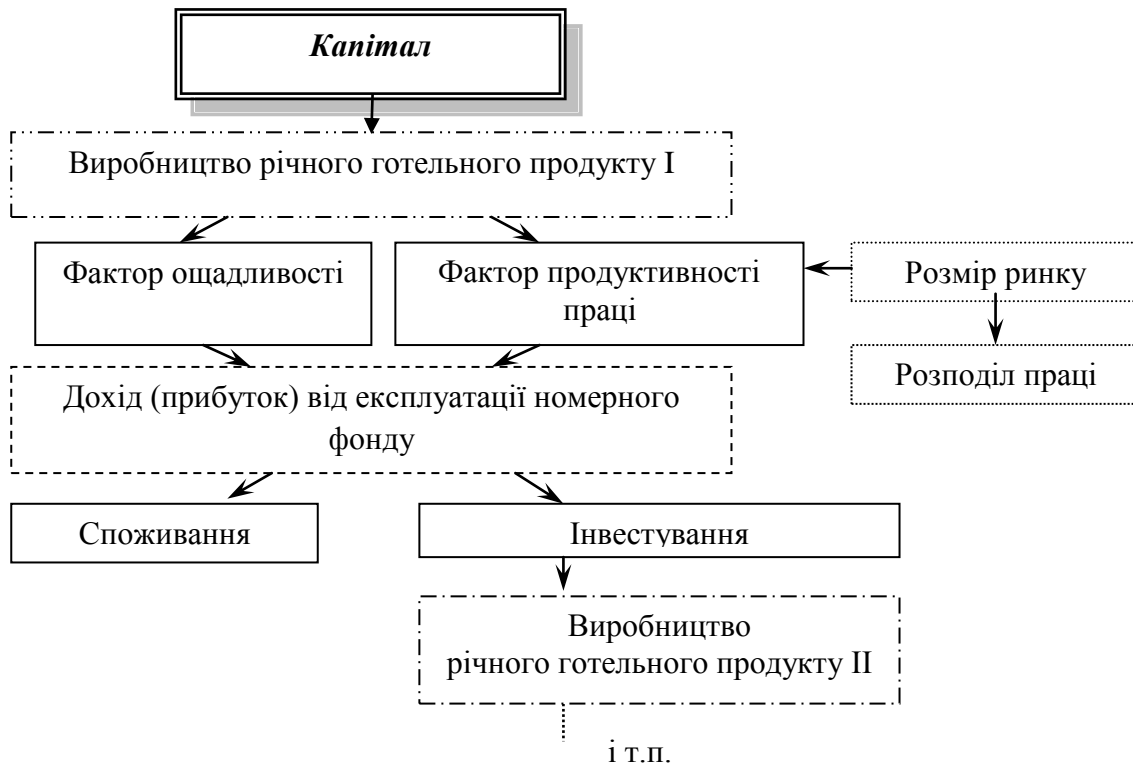 Капітал
Виробництво річного готельного продукту I
Фактор ощадливості
Фактор продуктивності
праці
Розмір ринку
Розподіл праці
Дохід (прибуток) від експлуатації номерного
фонду
Споживання
Інвестування
Виробництво
річного готельного продукту II
і т.п.